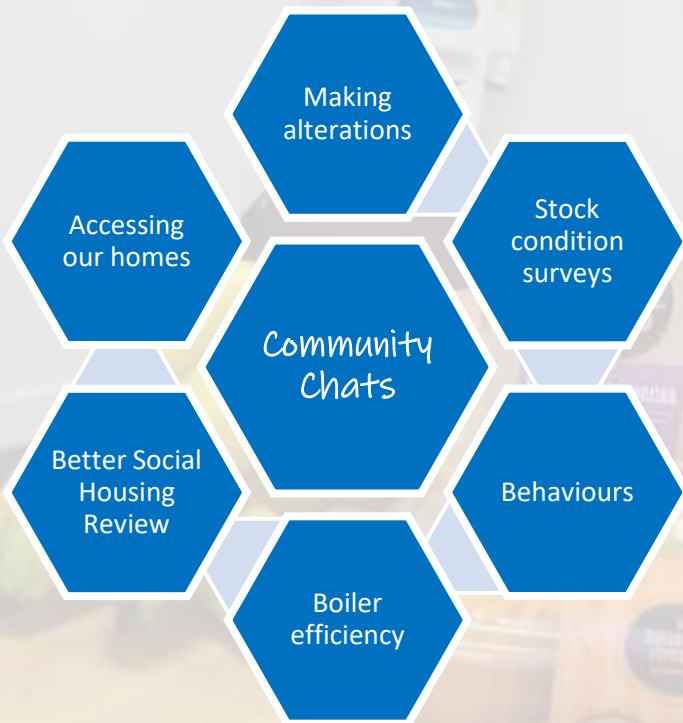 Making
alterations
Stock
condition
surveys
Behaviours
Boiler
efficiency
Better Social
Housing
Review
Accessing
our homes
Community
Chats